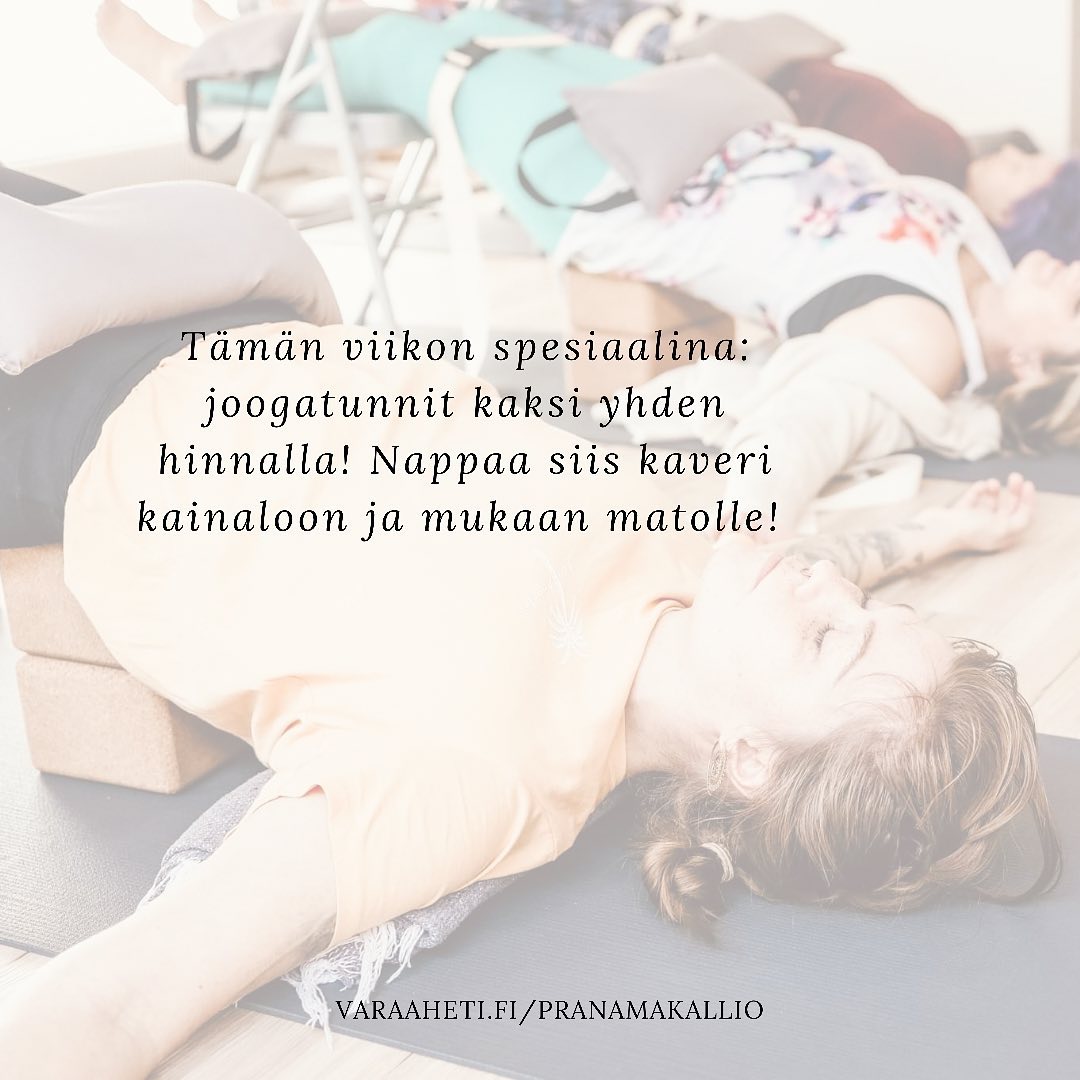 Tämän viikon spesiaalina:
joogatunnit kaksi yhden
hinnalla! Nappaa siis kaveri
kainaloon ja mukaan matolle!
VARAAHETI.FI/PRANAMAKALLIO